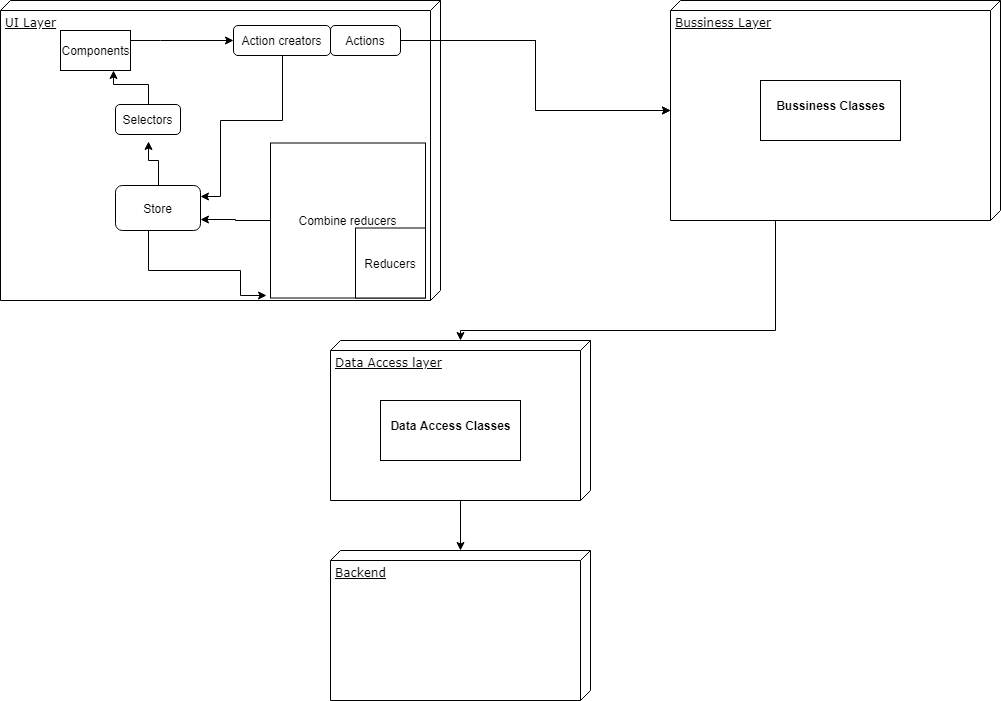 UI Layer
Components
Action creators
Actions
Selectors
Store
Combine reducers
Reducers
Bussiness Layer
Bussiness Classes
Data Access layer
Data Access Classes
Backend